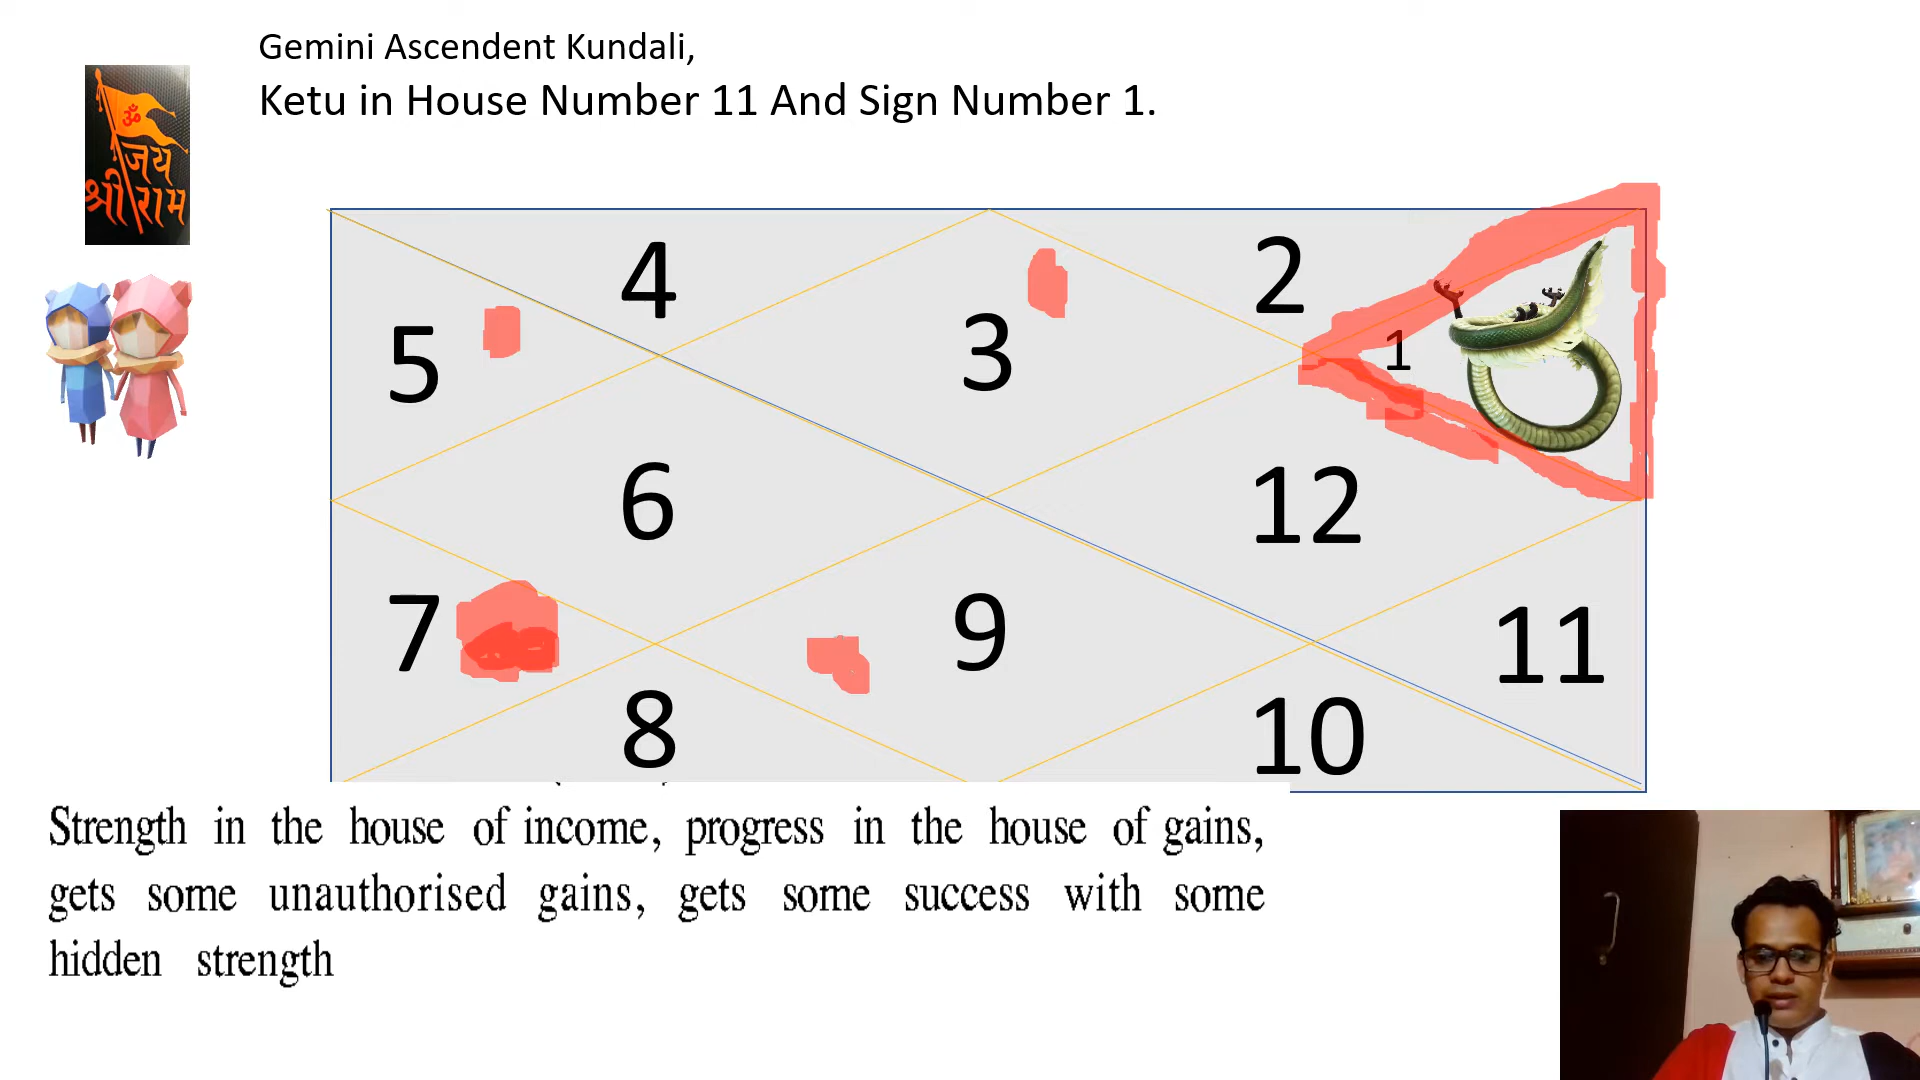 Gemini Ascendent Kundali,
Ketu in House Number 11 And Sign Number 1.
ॐ
जय
श्री राम
4
2
5
3
1
6
12
7
9
11
8
10
Strength in the house of income, progress in the house of gains,
gets some unauthorised gains, gets some success with some
hidden strength